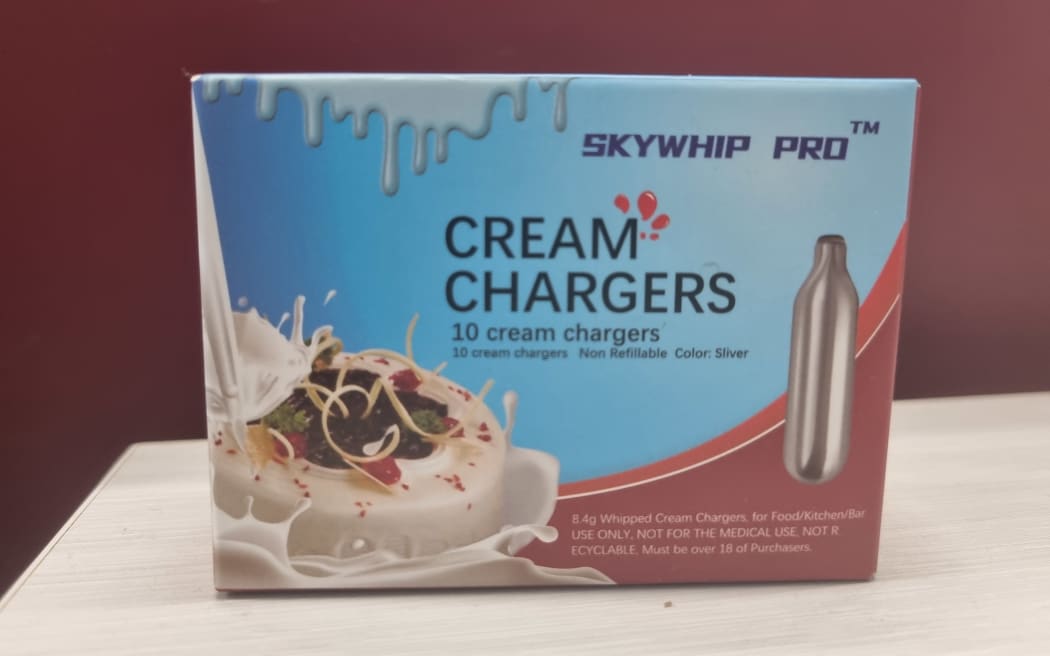 SKYWHIP PRO™
CREAM
CHARGERS
10 cream chargers
10 cream chargers Non Refillable Color: Sliver
8.4g Whipped Cream Chargers, for Food/Kitchen/Bar
USE ONLY, NOT FOR THE MEDICAL USE, NOT R
ECYCLABLE, Must be over 18 of Purchasers.